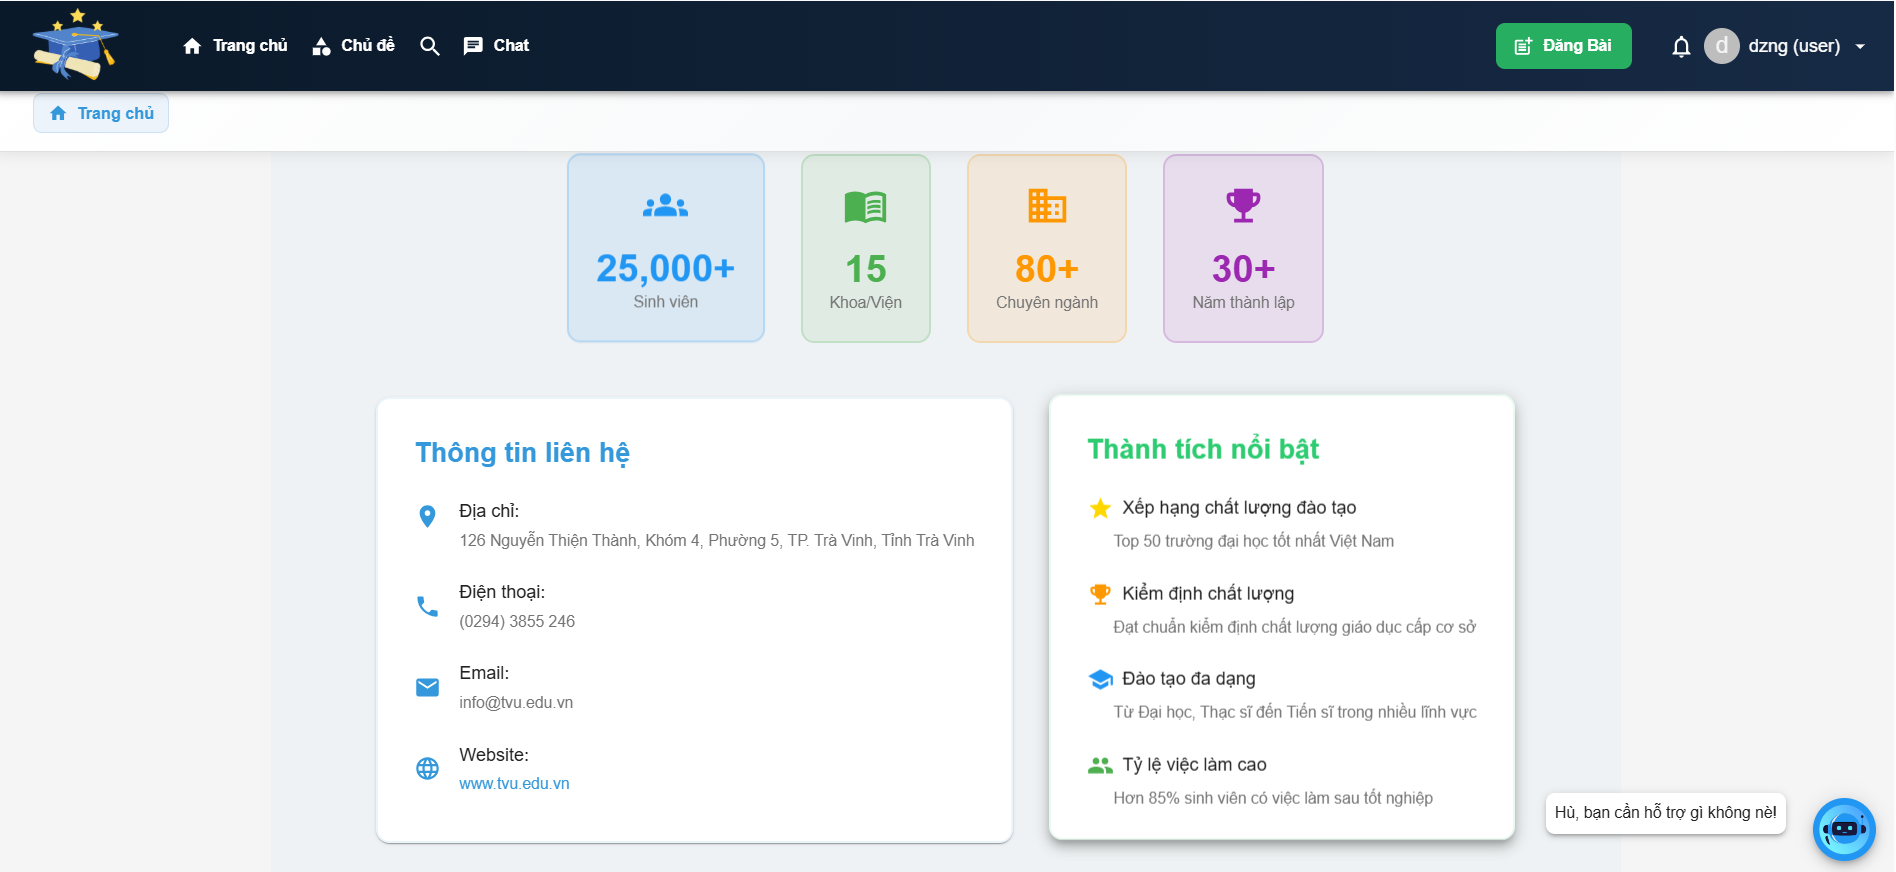 Trang chủ
Chủ đề
Chat
Đăng Bài
d
dzng (user)
Trang chủ
25,000+
Sinh viên
15
Khoa/Viện
80+
Chuyên ngành
30+
Năm thành lập
Thông tin liên hệ
Địa chỉ:
126 Nguyễn Thiện Thành, Khóm 4, Phường 5, TP. Trà Vinh, Tỉnh Trà Vinh
Điện thoại:
(0294) 3855 246
Email:
info@tvu.edu.vn
Website:
www.tvu.edu.vn
Thành tích nổi bật
Xếp hạng chất lượng đào tạo
Top 50 trường đại học tốt nhất Việt Nam
Kiểm định chất lượng
Đạt chuẩn kiểm định chất lượng giáo dục cấp cơ sở
Đào tạo đa dạng
Từ Đại học, Thạc sĩ đến Tiến sĩ trong nhiều lĩnh vực
Tỷ lệ việc làm cao
Hơn 85% sinh viên có việc làm sau tốt nghiệp
Hù, bạn cần hỗ trợ gì không nè!